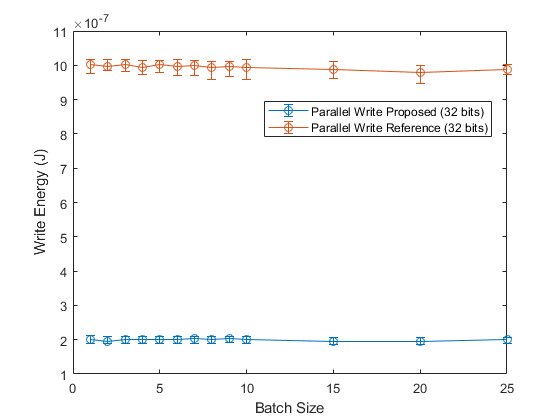 ×10⁻⁷
11
10
9
8
7
6
5
4
3
2
1
Write Energy (J)
Parallel Write Proposed (32 bits)
Parallel Write Reference (32 bits)
0 5 10 15 20 25
Batch Size